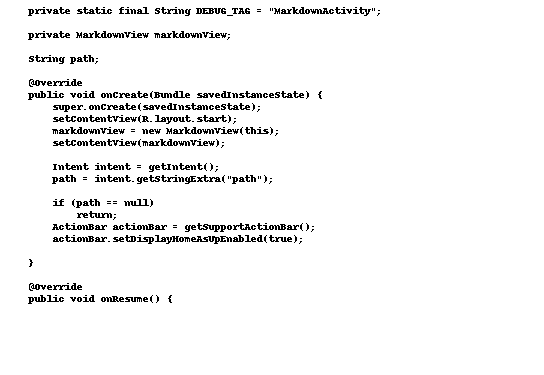 private static final String DEBUG_TAG = "MarkdownActivity";
private MarkdownView markdownView;
String path;
@Override
public void onCreate(Bundle savedInstanceState) {
super.onCreate(savedInstanceState);
setContentView(R.layout.start);
markdownView = new MarkdownView(this);
setContentView(markdownView);
Intent intent = getIntent();
path = intent.getStringExtra("path");
if (path == null)
return;
ActionBar actionBar = getSupportActionBar();
actionBar.setDisplayHomeAsUpEnabled(true);
}
@Override
public void onResume() {